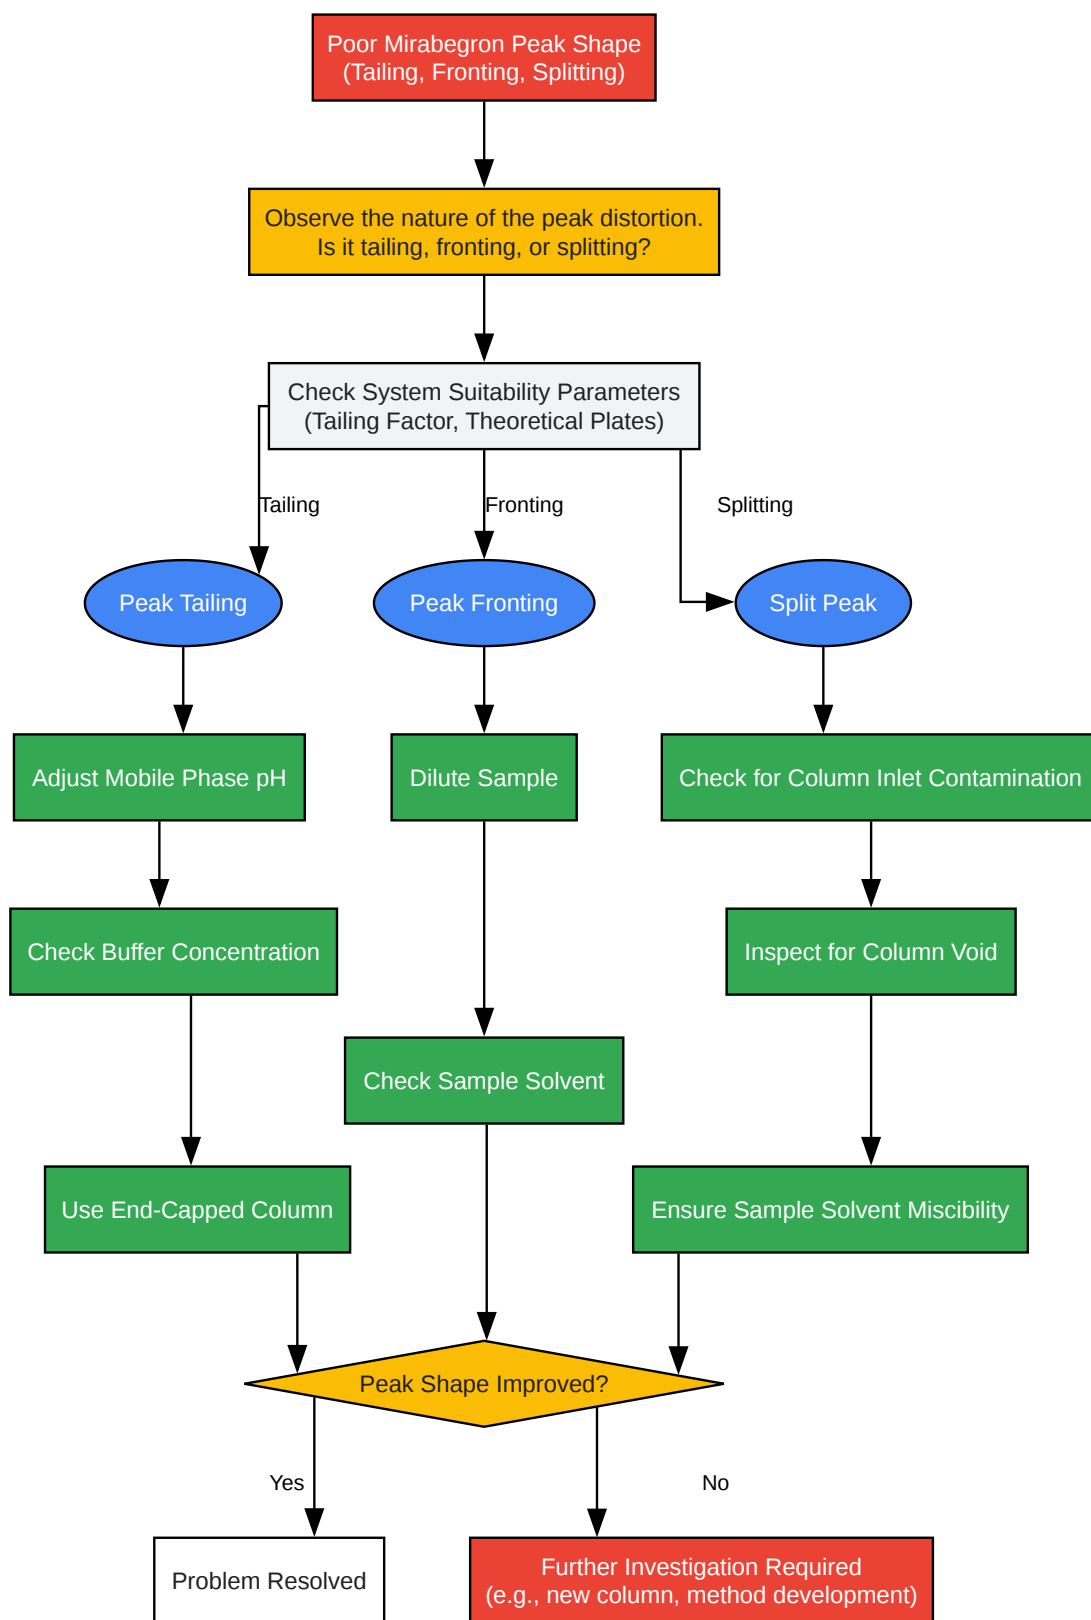 Poor Mirabegron Peak Shape
(Tailing, Fronting, Splitting)
Observe the nature of the peak distortion.
Is it tailing, fronting, or splitting?
Check System Suitability Parameters
(Tailing Factor, Theoretical Plates)
Tailing
Fronting
Splitting
Peak Tailing
Peak Fronting
Split Peak
Adjust Mobile Phase pH
Dilute Sample
Check for Column Inlet Contamination
Check Buffer Concentration
Inspect for Column Void
Check Sample Solvent
Use End-Capped Column
Ensure Sample Solvent Miscibility
Peak Shape Improved?
Yes
No
Problem Resolved
Further Investigation Required
(e.g., new column, method development)